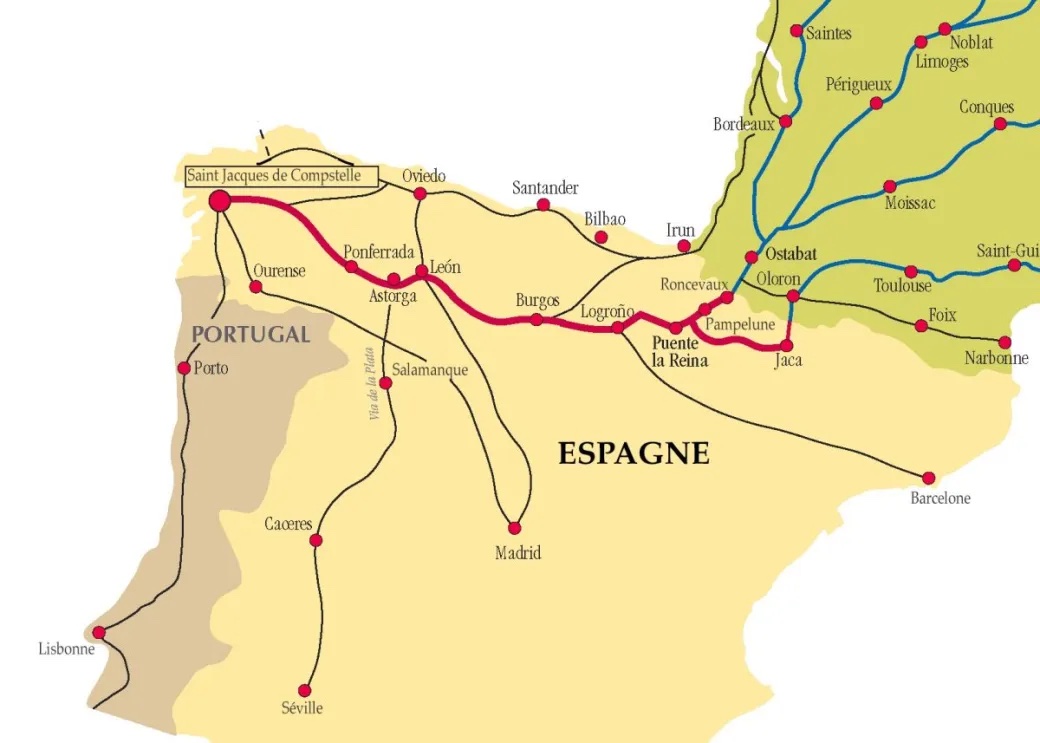 Saintes
Noblat
Limoges
Périgueux
Conques
Bordeaux
Saint Jacques de Compstelle
Oviedo
Santander
Moissac
Bilbao
Irun
Ostabat
Saint-Gui
Ponferrada
León
Ourense
Oloron
Toulouse
Roncevaux
Astorga
Burgos
Logroño
Foix
Pampelune
PORTUGAL
Puente
la Reina
Jaca
Narbonne
Porto
Via de la Plata
Salamanque
ESPAGNE
Barcelone
Caceres
Madrid
Lisbonne
Séville